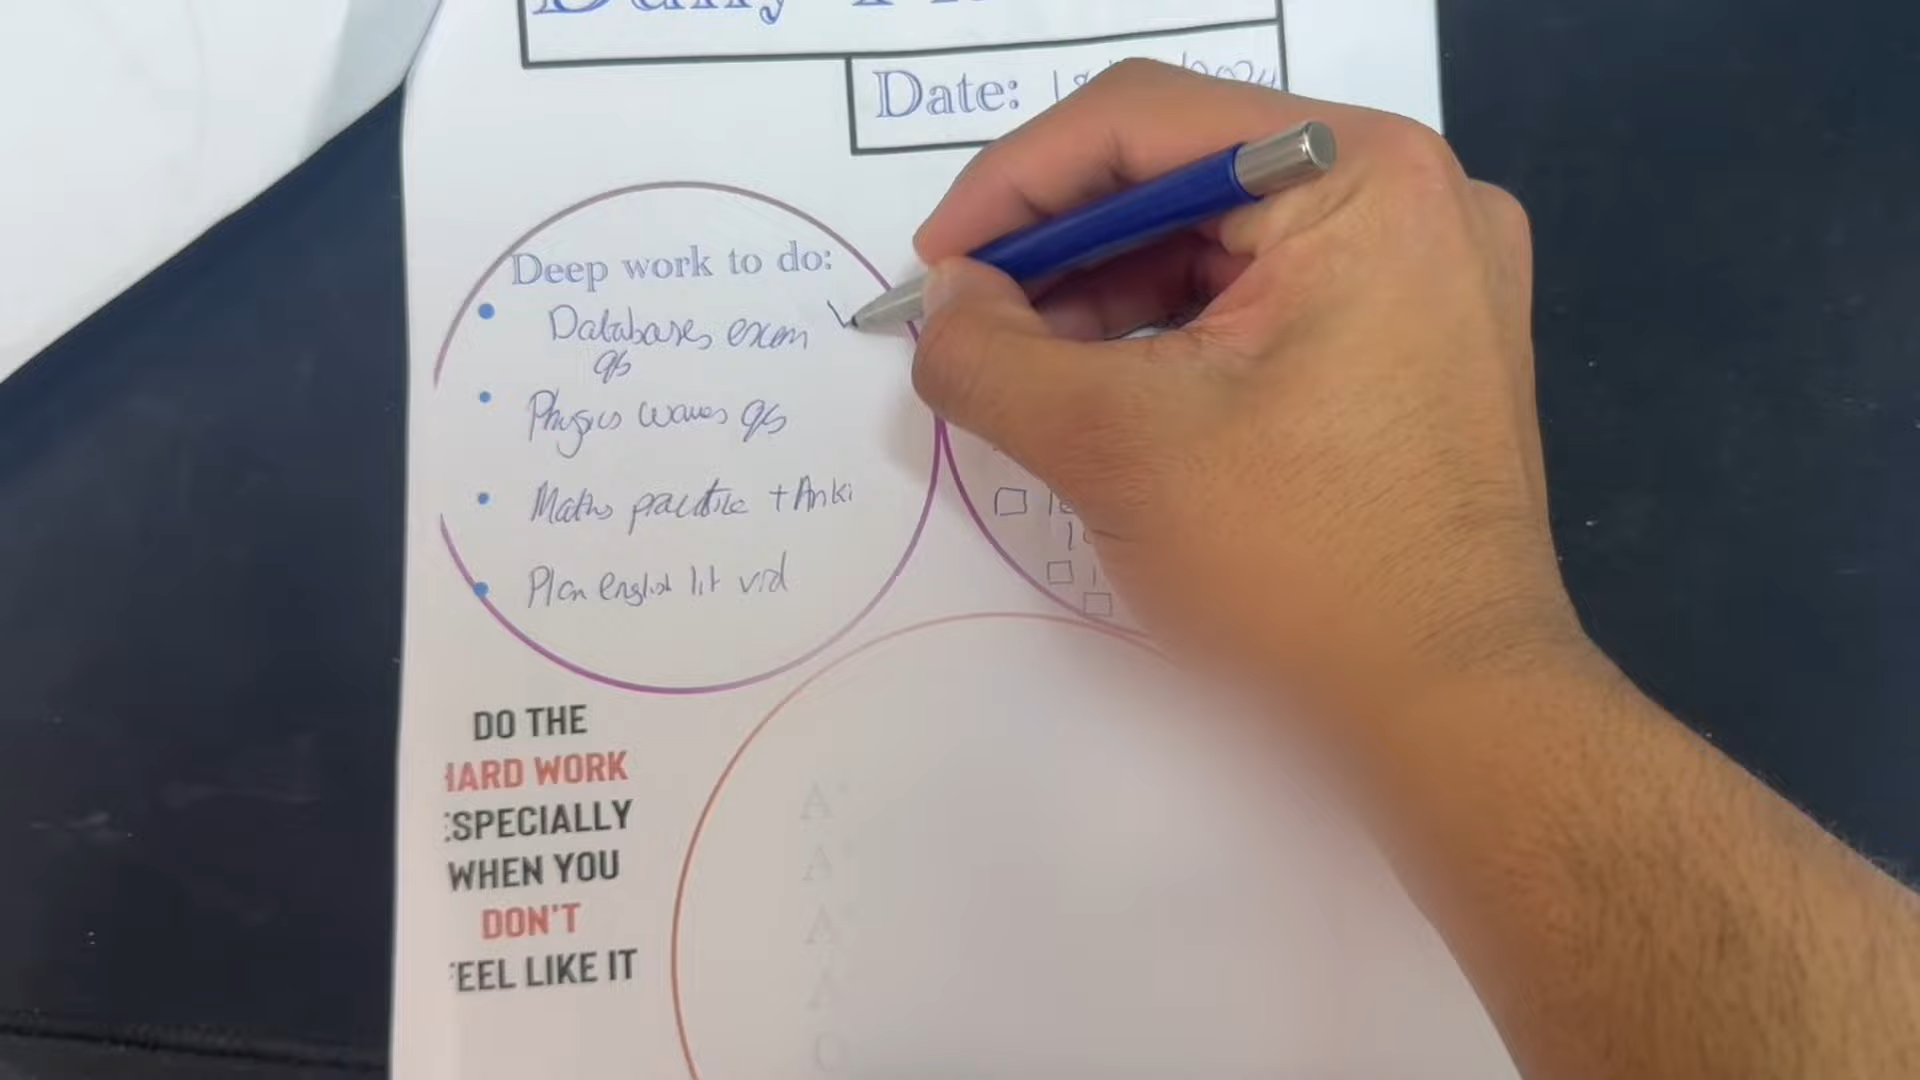 Date:
Deep work to do:
Databases exam
qs
Physics waves qs
Maths practice + Anki
Plan english lit vid
DO THE
HARD WORK
ESPECIALLY
WHEN YOU
DON'T
FEEL LIKE IT